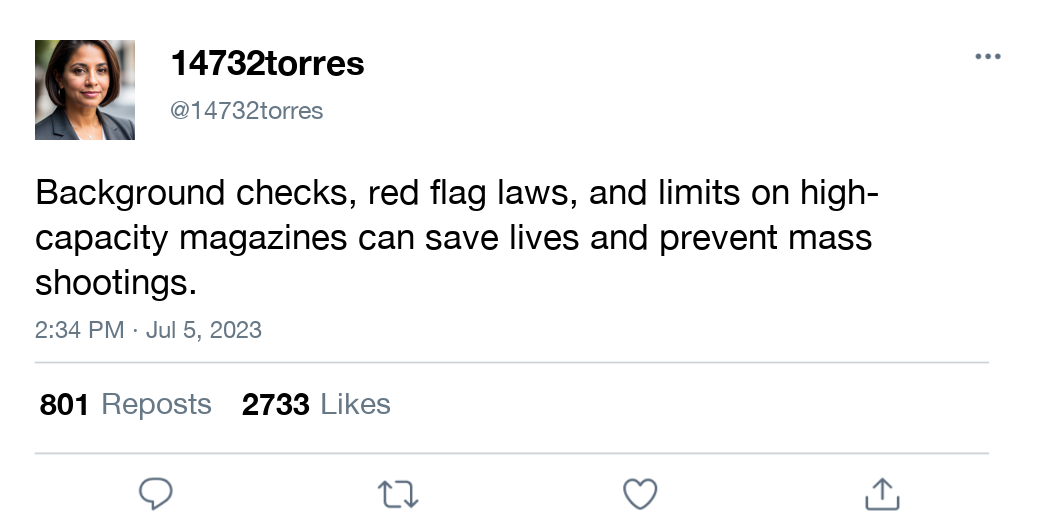 14732torres
@14732torres
Background checks, red flag laws, and limits on high-
capacity magazines can save lives and prevent mass
shootings.
2:34 PM · Jul 5, 2023
801 Reposts 2733 Likes